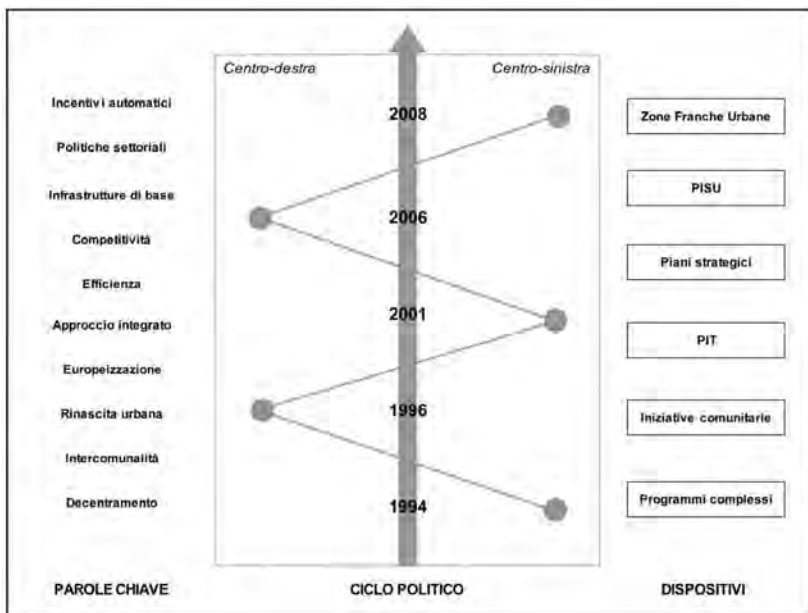 Centro-destra
Centro-sinistra
Incentivi automatici
Politiche settoriali
Infrastrutture di base
Competitività
Efficienza
Approccio integrato
Europeizzazione
Rinascita urbana
Intercomunalità
Decentramento
PAROLE CHIAVE
2008
2006
2001
1996
1994
CICLO POLITICO
Zone Franche Urbane
PISU
Piani strategici
PIT
Iniziative comunitarie
Programmi complessi
DISPOSITIVI